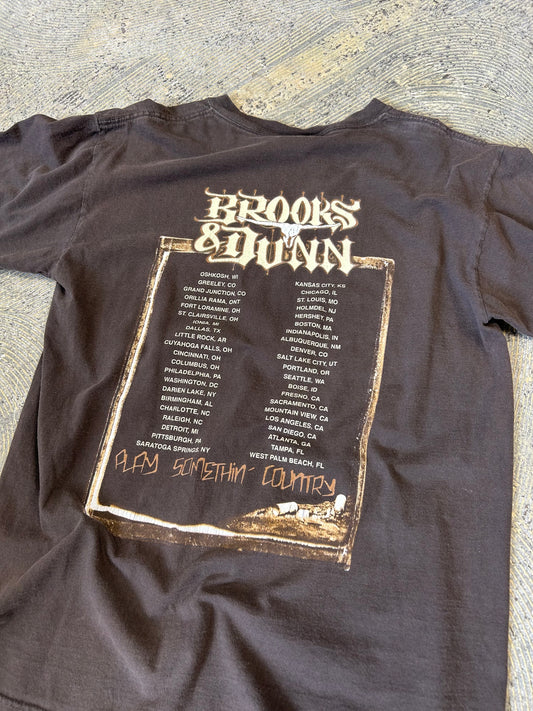 BROOKS
& DUNN
OSHKOSH, WI
GREELEY, CO
GRAND JUNCTION, CO
ORILLIA RAMA, ONT
FORT LORAMIE, OH
ST. CLAIRSVILLE, OH
IONIA, MI
DALLAS, TX
LITTLE ROCK, AR
CUYAHOGA FALLS, OH
CINCINNATI, OH
COLUMBUS, OH
PHILADELPHIA, PA
WASHINGTON, DC
DARIEN LAKE, NY
BIRMINGHAM, AL
CHARLOTTE, NC
RALEIGH, NC
DETROIT, MI
PITTSBURGH, PA
SARATOGA SPRINGS, NY
KANSAS CITY, KS
CHICAGO, IL
ST. LOUIS, MO
HOLMDEL, NJ
HERSHEY, PA
BOSTON, MA
INDIANAPOLIS, IN
ALBUQUERQUE, NM
DENVER, CO
SALT LAKE CITY, UT
PORTLAND, OR
SEATTLE, WA
BOISE, ID
FRESNO, CA
SACRAMENTO, CA
MOUNTAIN VIEW, CA
LOS ANGELES, CA
SAN DIEGO, CA
ATLANTA, GA
TAMPA, FL
WEST PALM BEACH, FL
PLAY SOMETHIN' COUNTRY